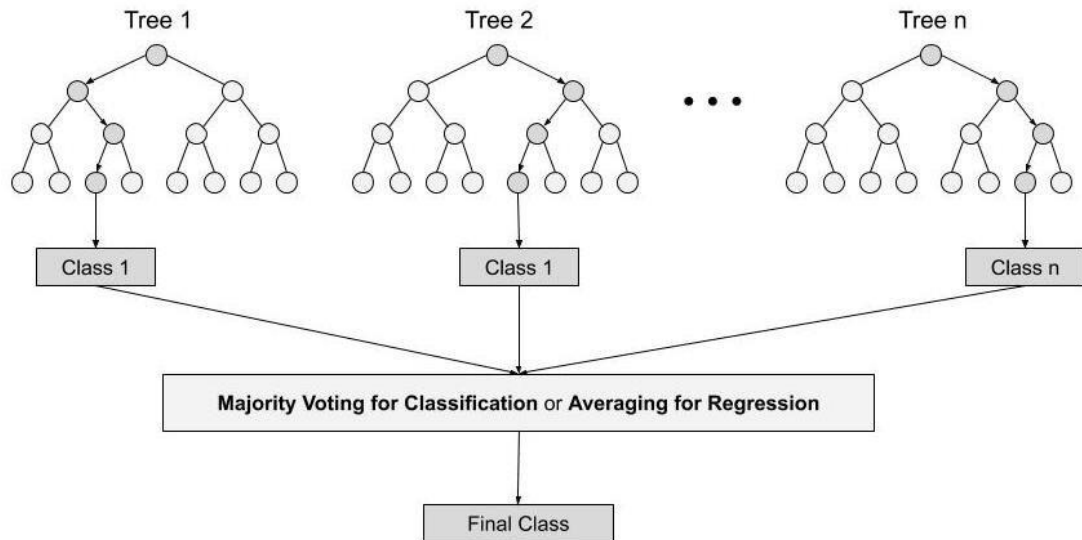 Tree 1
Tree 2
Tree n
Class 1
Class 1
Class n
Majority Voting for Classification or Averaging for Regression
Final Class